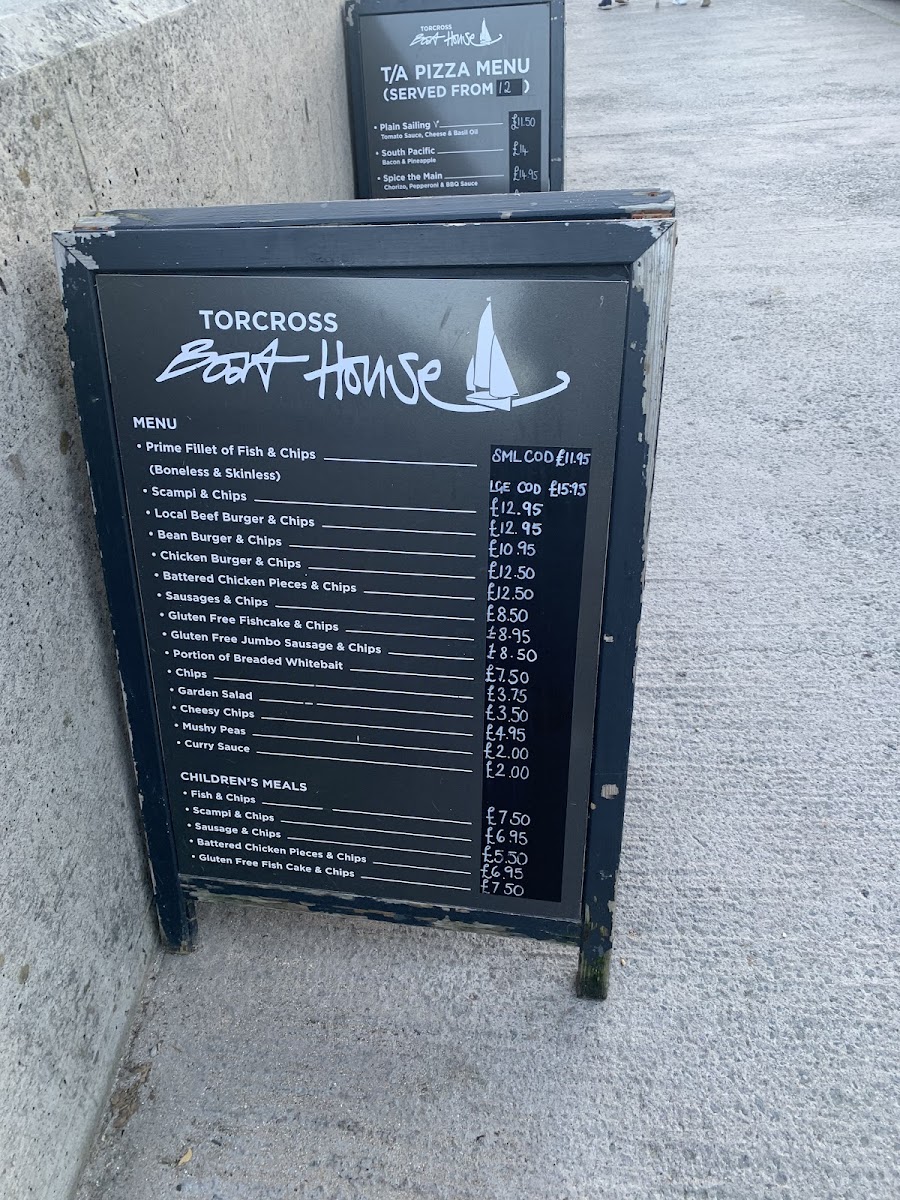 TORCROSS
Boat House
T/A PIZZA MENU
(SERVED FROM 12)
• Plain Sailing V £11.50
Tomato Sauce, Cheese & Basil Oil
• South Pacific £14
Bacon & Pineapple
• Spice the Main £14.95
Chorizo, Pepperoni & BBQ Sauce
TORCROSS
Boat House
MENU
• Prime Fillet of Fish & Chips SML COD £11.95
(Boneless & Skinless) LGE COD £15.95
• Scampi & Chips £12.95
• Local Beef Burger & Chips £12.95
• Bean Burger & Chips £10.95
• Chicken Burger & Chips £12.50
• Battered Chicken Pieces & Chips £12.50
• Sausages & Chips £8.50
• Gluten Free Fishcake & Chips £8.95
• Gluten Free Jumbo Sausage & Chips £8.50
• Portion of Breaded Whitebait £7.50
• Chips £3.75
• Garden Salad £3.50
• Cheesy Chips £4.95
• Mushy Peas £2.00
• Curry Sauce £2.00
CHILDREN'S MEALS
• Fish & Chips £7.50
• Scampi & Chips £6.95
• Sausage & Chips £5.50
• Battered Chicken Pieces & Chips £6.95
• Gluten Free Fish Cake & Chips £7.50